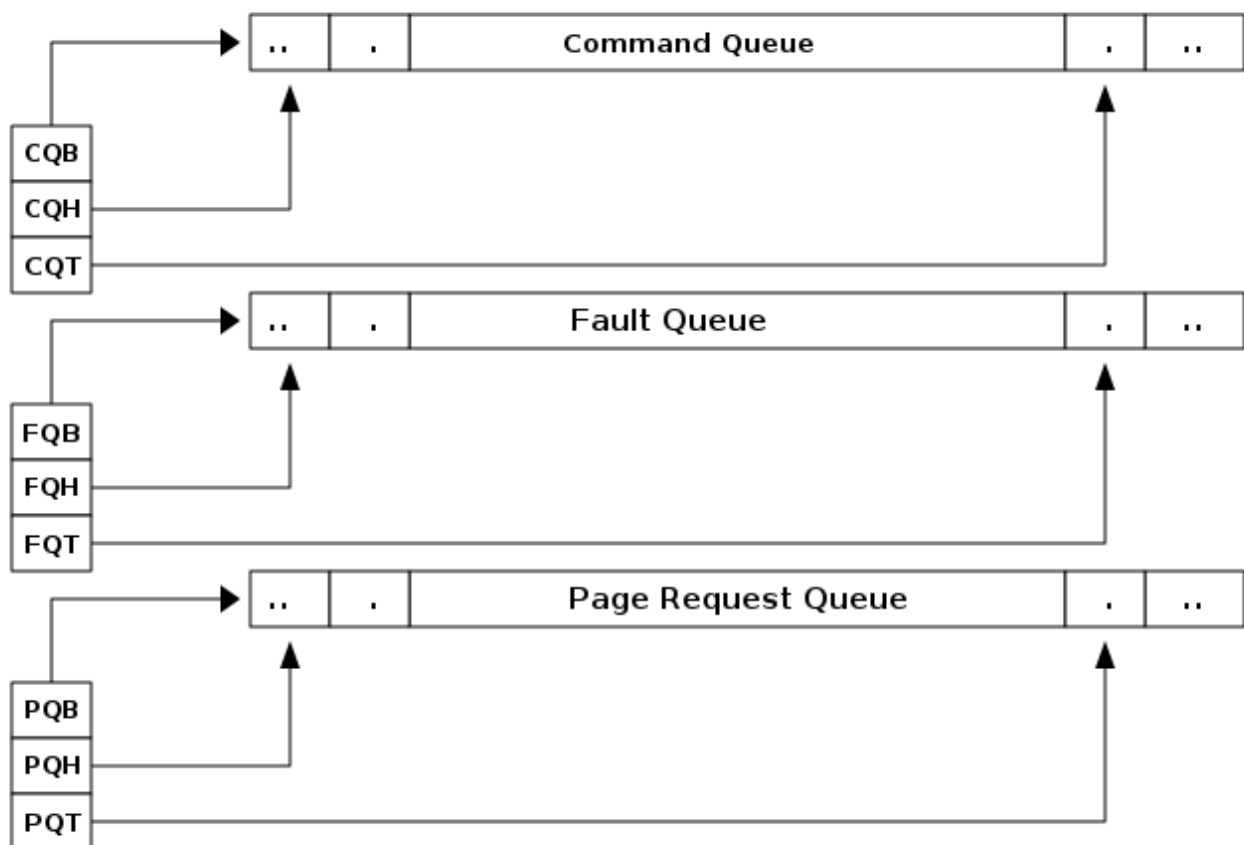 .. . Command Queue . ..
CQB
CQH
CQT
.. . Fault Queue . ..
FQB
FQH
FQT
.. . Page Request Queue . ..
PQB
PQH
PQT